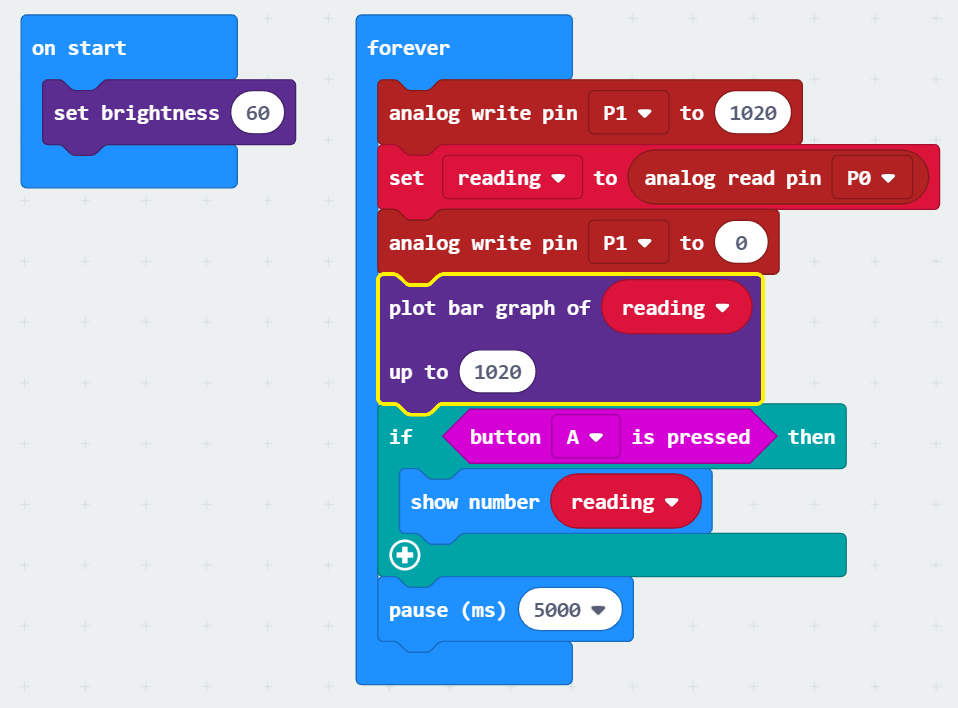 on start
set brightness 60
forever
analog write pin P1 to 1020
set reading to analog read pin P0
analog write pin P1 to 0
plot bar graph of reading
up to 1020
if button A is pressed then
show number reading
pause (ms) 5000